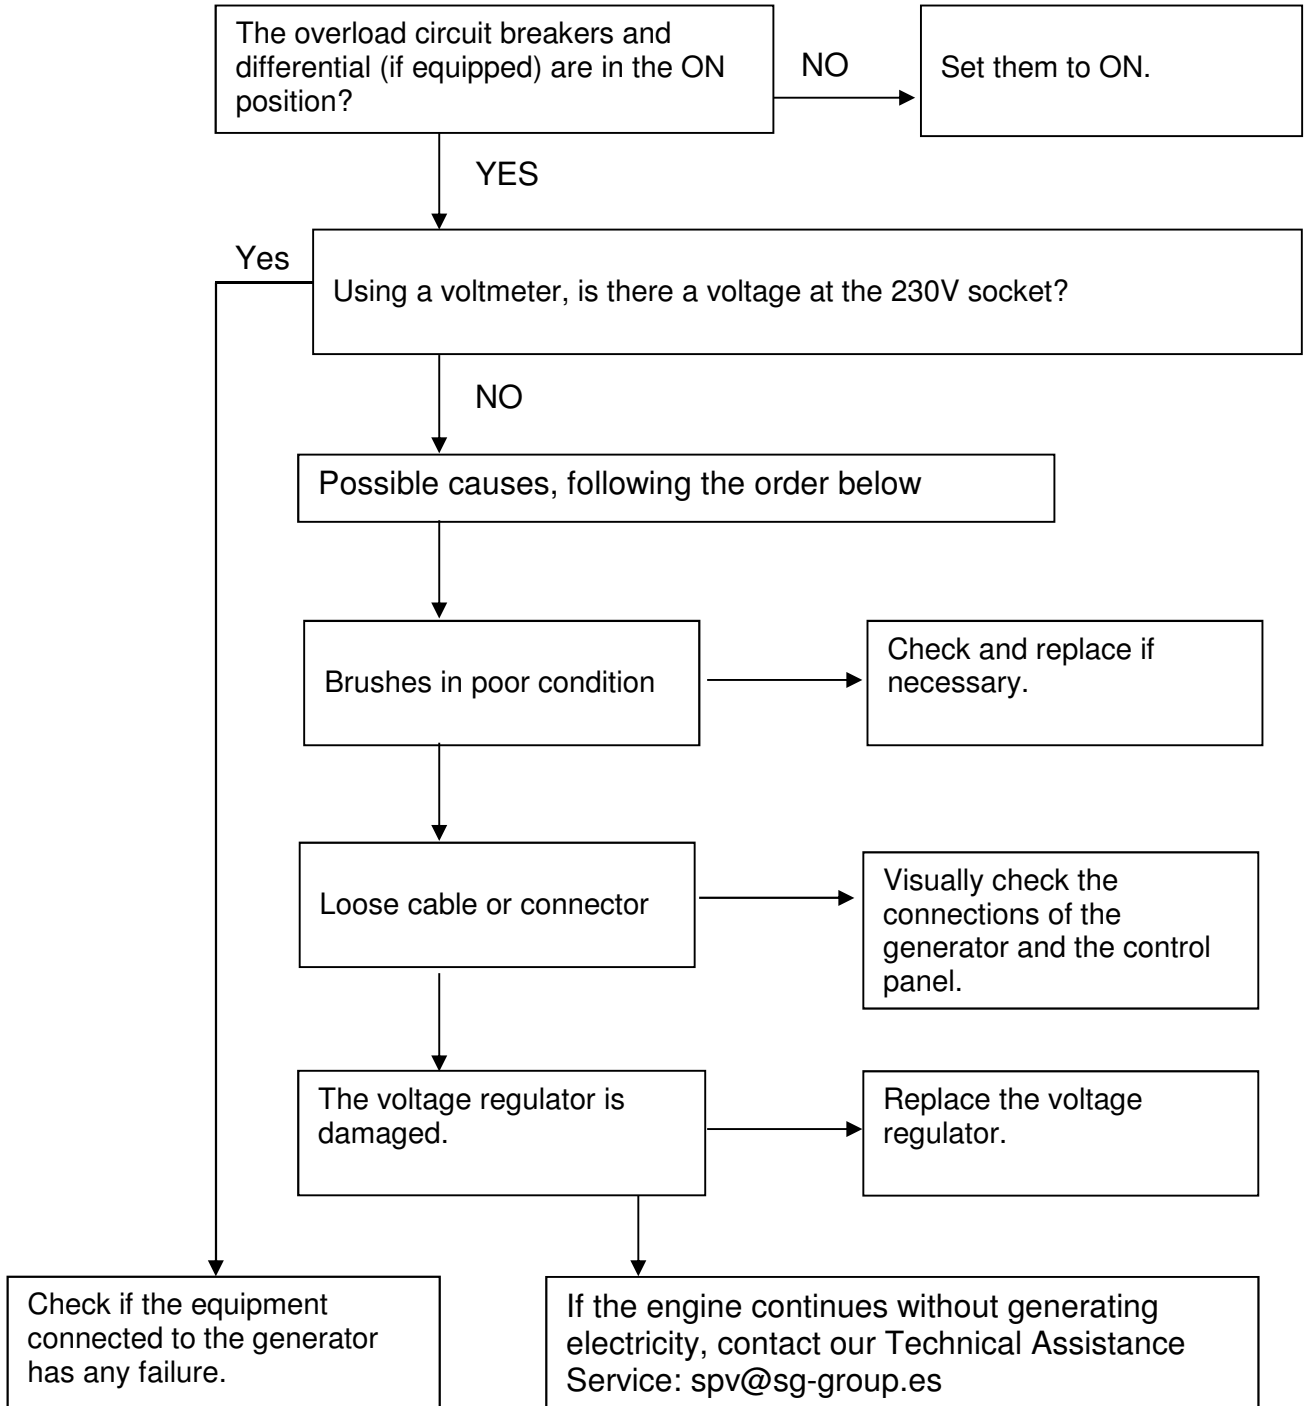 The overload circuit breakers and
differential (if equipped) are in the ON
position?
NO
Set them to ON.
YES
Yes
Using a voltmeter, is there a voltage at the 230V socket?
NO
Possible causes, following the order below
Brushes in poor condition
Check and replace if
necessary.
Loose cable or connector
Visually check the
connections of the
generator and the control
panel.
The voltage regulator is
damaged.
Replace the voltage
regulator.
Check if the equipment
connected to the generator
has any failure.
If the engine continues without generating
electricity, contact our Technical Assistance
Service: spv@sg-group.es